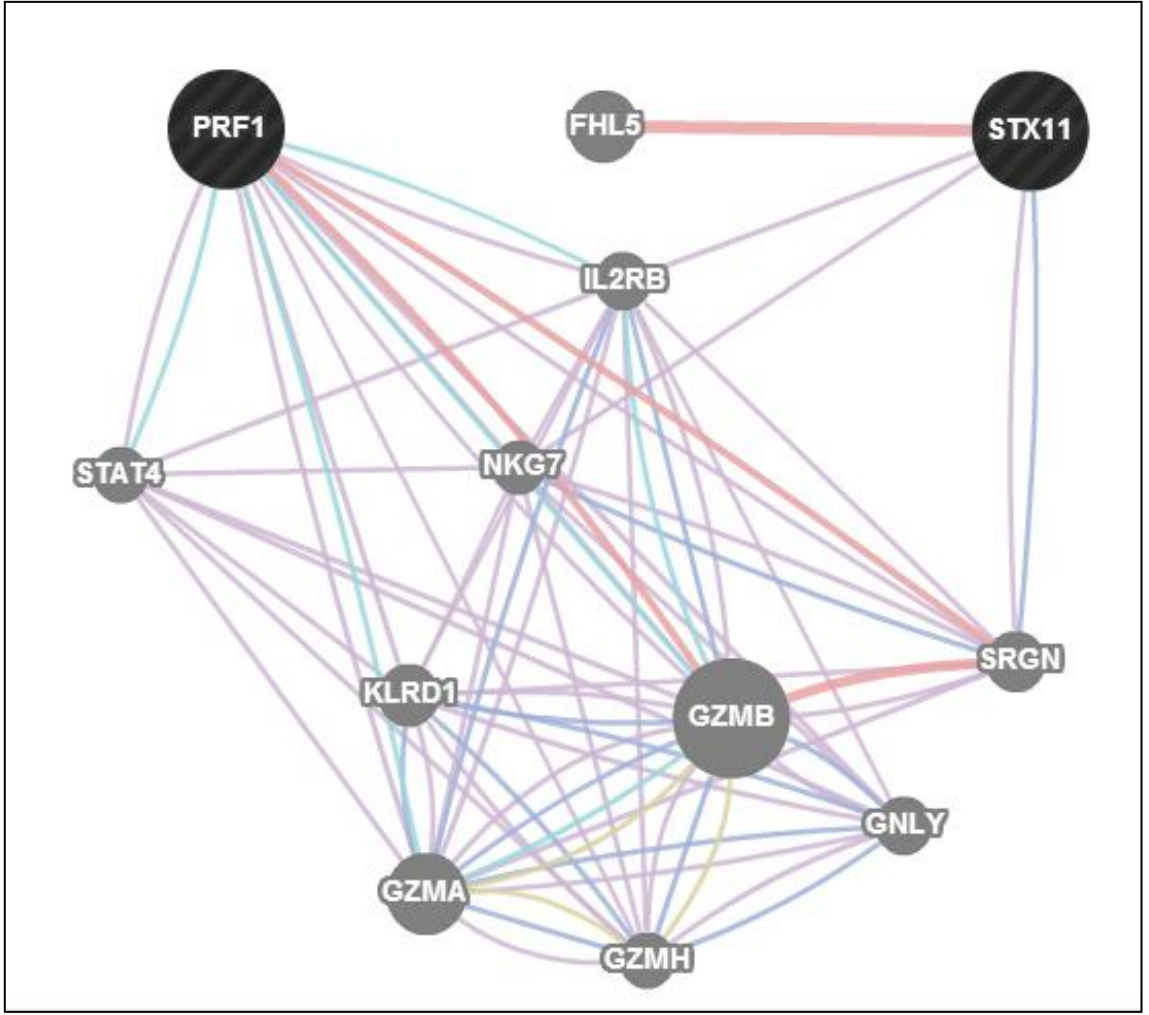 PRF1
FHL5
STX11
IL2RB
STAT4
NKG7
SRGN
KLRD1
GZMB
GNLY
GZMA
GZMH